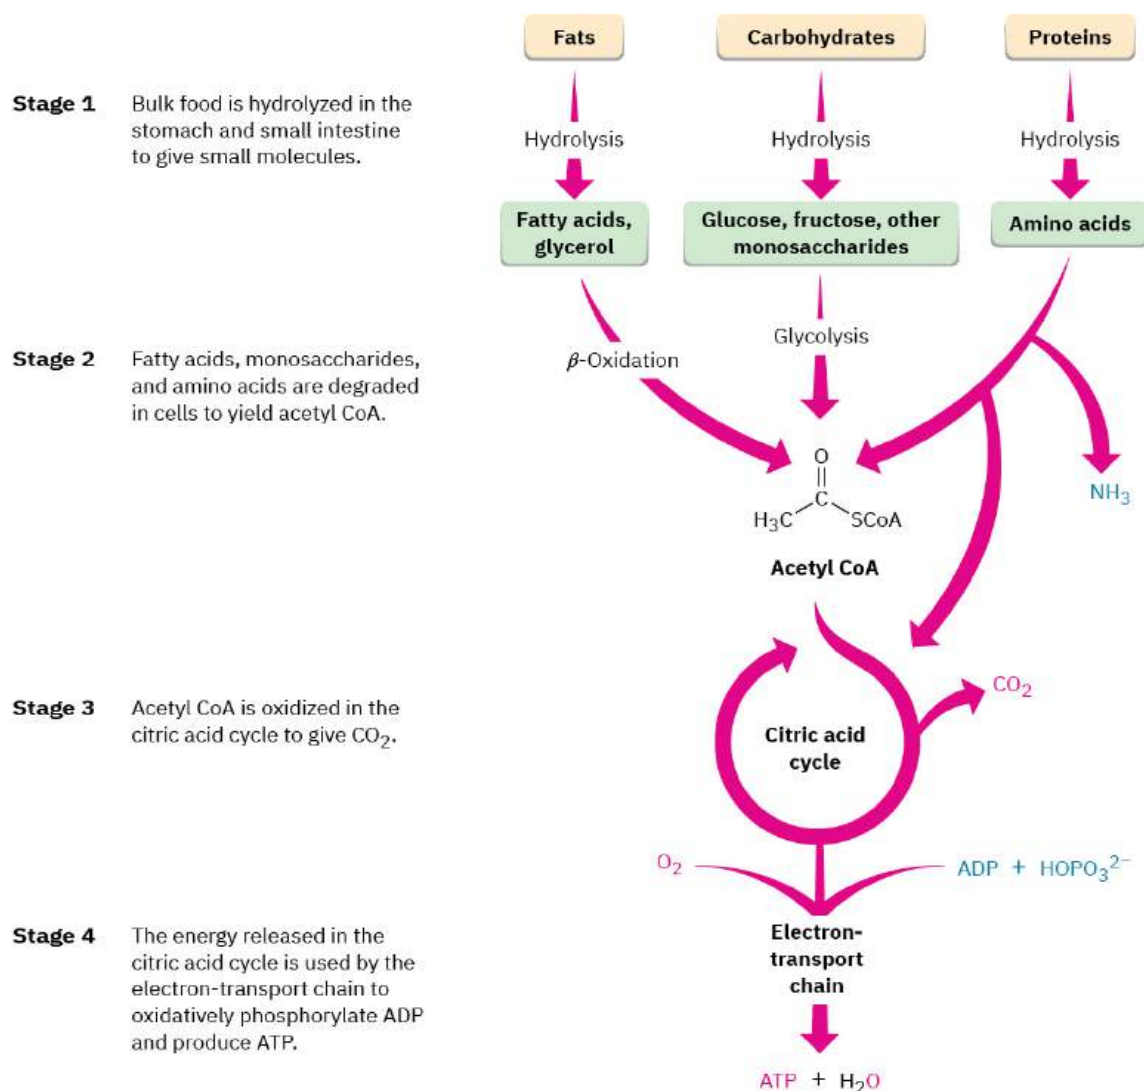 Fats
Carbohydrates
Proteins
Stage 1
Bulk food is hydrolyzed in the
stomach and small intestine
to give small molecules.
Hydrolysis
Hydrolysis
Hydrolysis
Fatty acids,
glycerol
Glucose, fructose, other
monosaccharides
Amino acids
Stage 2
Fatty acids, monosaccharides,
and amino acids are degraded
in cells to yield acetyl CoA.
β-Oxidation
Glycolysis
NH₃
O
C
H₃C
SCoA
Acetyl CoA
Stage 3
Acetyl CoA is oxidized in the
citric acid cycle to give CO₂.
CO₂
Citric acid
cycle
O₂
ADP + HOPO₃²⁻
Stage 4
The energy released in the
citric acid cycle is used by the
electron-transport chain to
oxidatively phosphorylate ADP
and produce ATP.
Electron-
transport
chain
ATP + H₂O